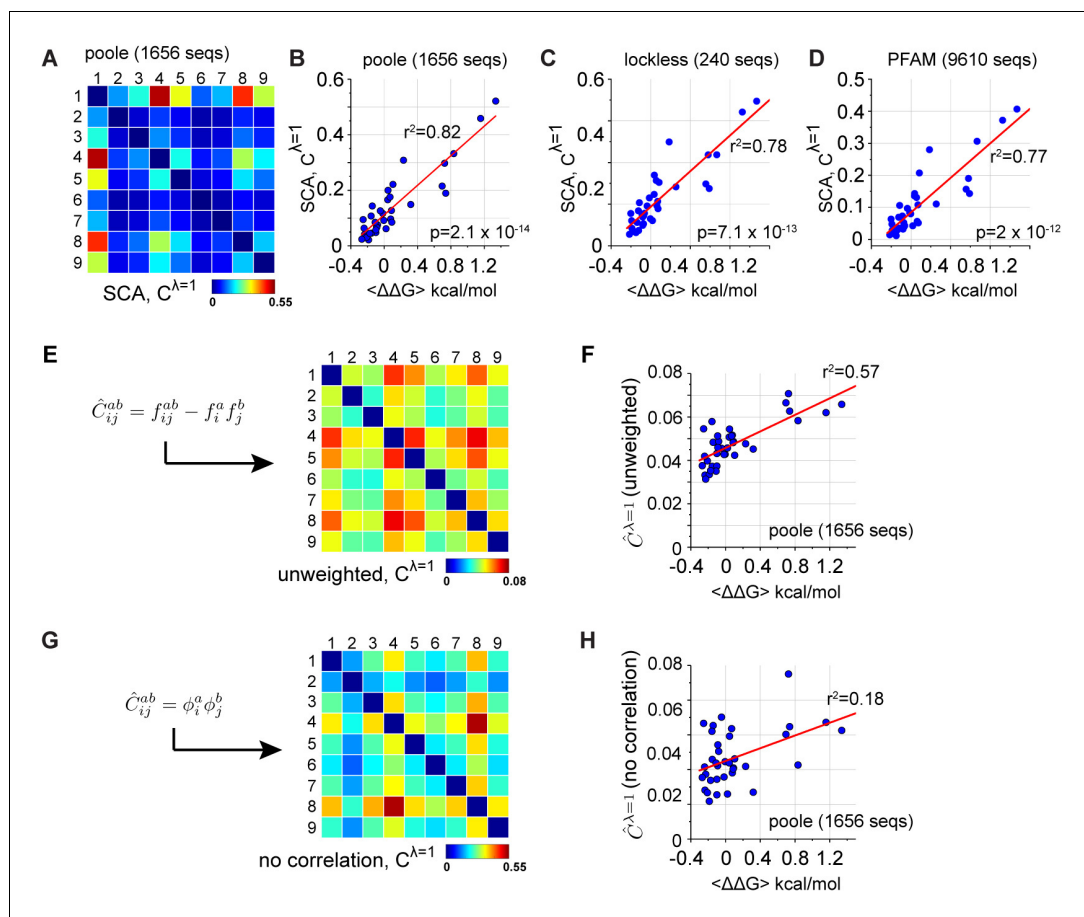 A
poole (1656 seqs)
1 2 3 4 5 6 7 8 9
1
2
3
4
5
6
7
8
9
SCA, C^λ=1
0 0.55
B
poole (1656 seqs)
SCA, C^λ=1
0.6
0.4
0.2
0
r²=0.82
p=2.1 x 10^-14
-0.4 0 0.4 0.8 1.2
<ΔΔG> kcal/mol
C
lockless (240 seqs)
SCA, C^λ=1
0.6
0.4
0.2
0
r²=0.78
p=7.1 x 10^-13
-0.4 0 0.4 0.8 1.2
<ΔΔG> kcal/mol
D
PFAM (9610 seqs)
SCA, C^λ=1
0.5
0.4
0.3
0.2
0.1
0
r²=0.77
p=2 x 10^-12
-0.4 0 0.4 0.8 1.2
<ΔΔG> kcal/mol
E
Ĉ_ij^ab = f_ij^ab − f_i^a f_j^b
1 2 3 4 5 6 7 8 9
1
2
3
4
5
6
7
8
9
unweighted, C^λ=1
0 0.08
F
Ĉ^λ=1 (unweighted)
0.08
0.06
0.04
0.02
0
r²=0.57
poole (1656 seqs)
-0.4 0 0.4 0.8 1.2
<ΔΔG> kcal/mol
G
Ĉ_ij^ab = ϕ_i^a ϕ_j^b
1 2 3 4 5 6 7 8 9
1
2
3
4
5
6
7
8
9
no correlation, C^λ=1
0 0.55
H
Ĉ^λ=1 (no correlation)
0.08
0.06
0.04
0.02
0
r²=0.18
poole (1656 seqs)
-0.4 0 0.4 0.8 1.2
<ΔΔG> kcal/mol